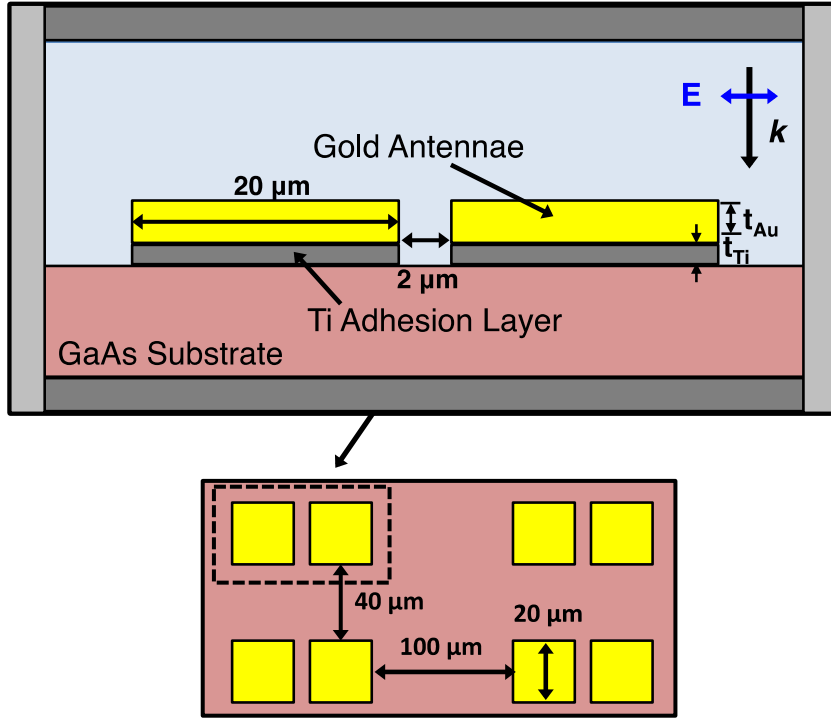 E
k
Gold Antennae
20 µm
t_Au
t_Ti
2 µm
Ti Adhesion Layer
GaAs Substrate
40 µm
20 µm
100 µm